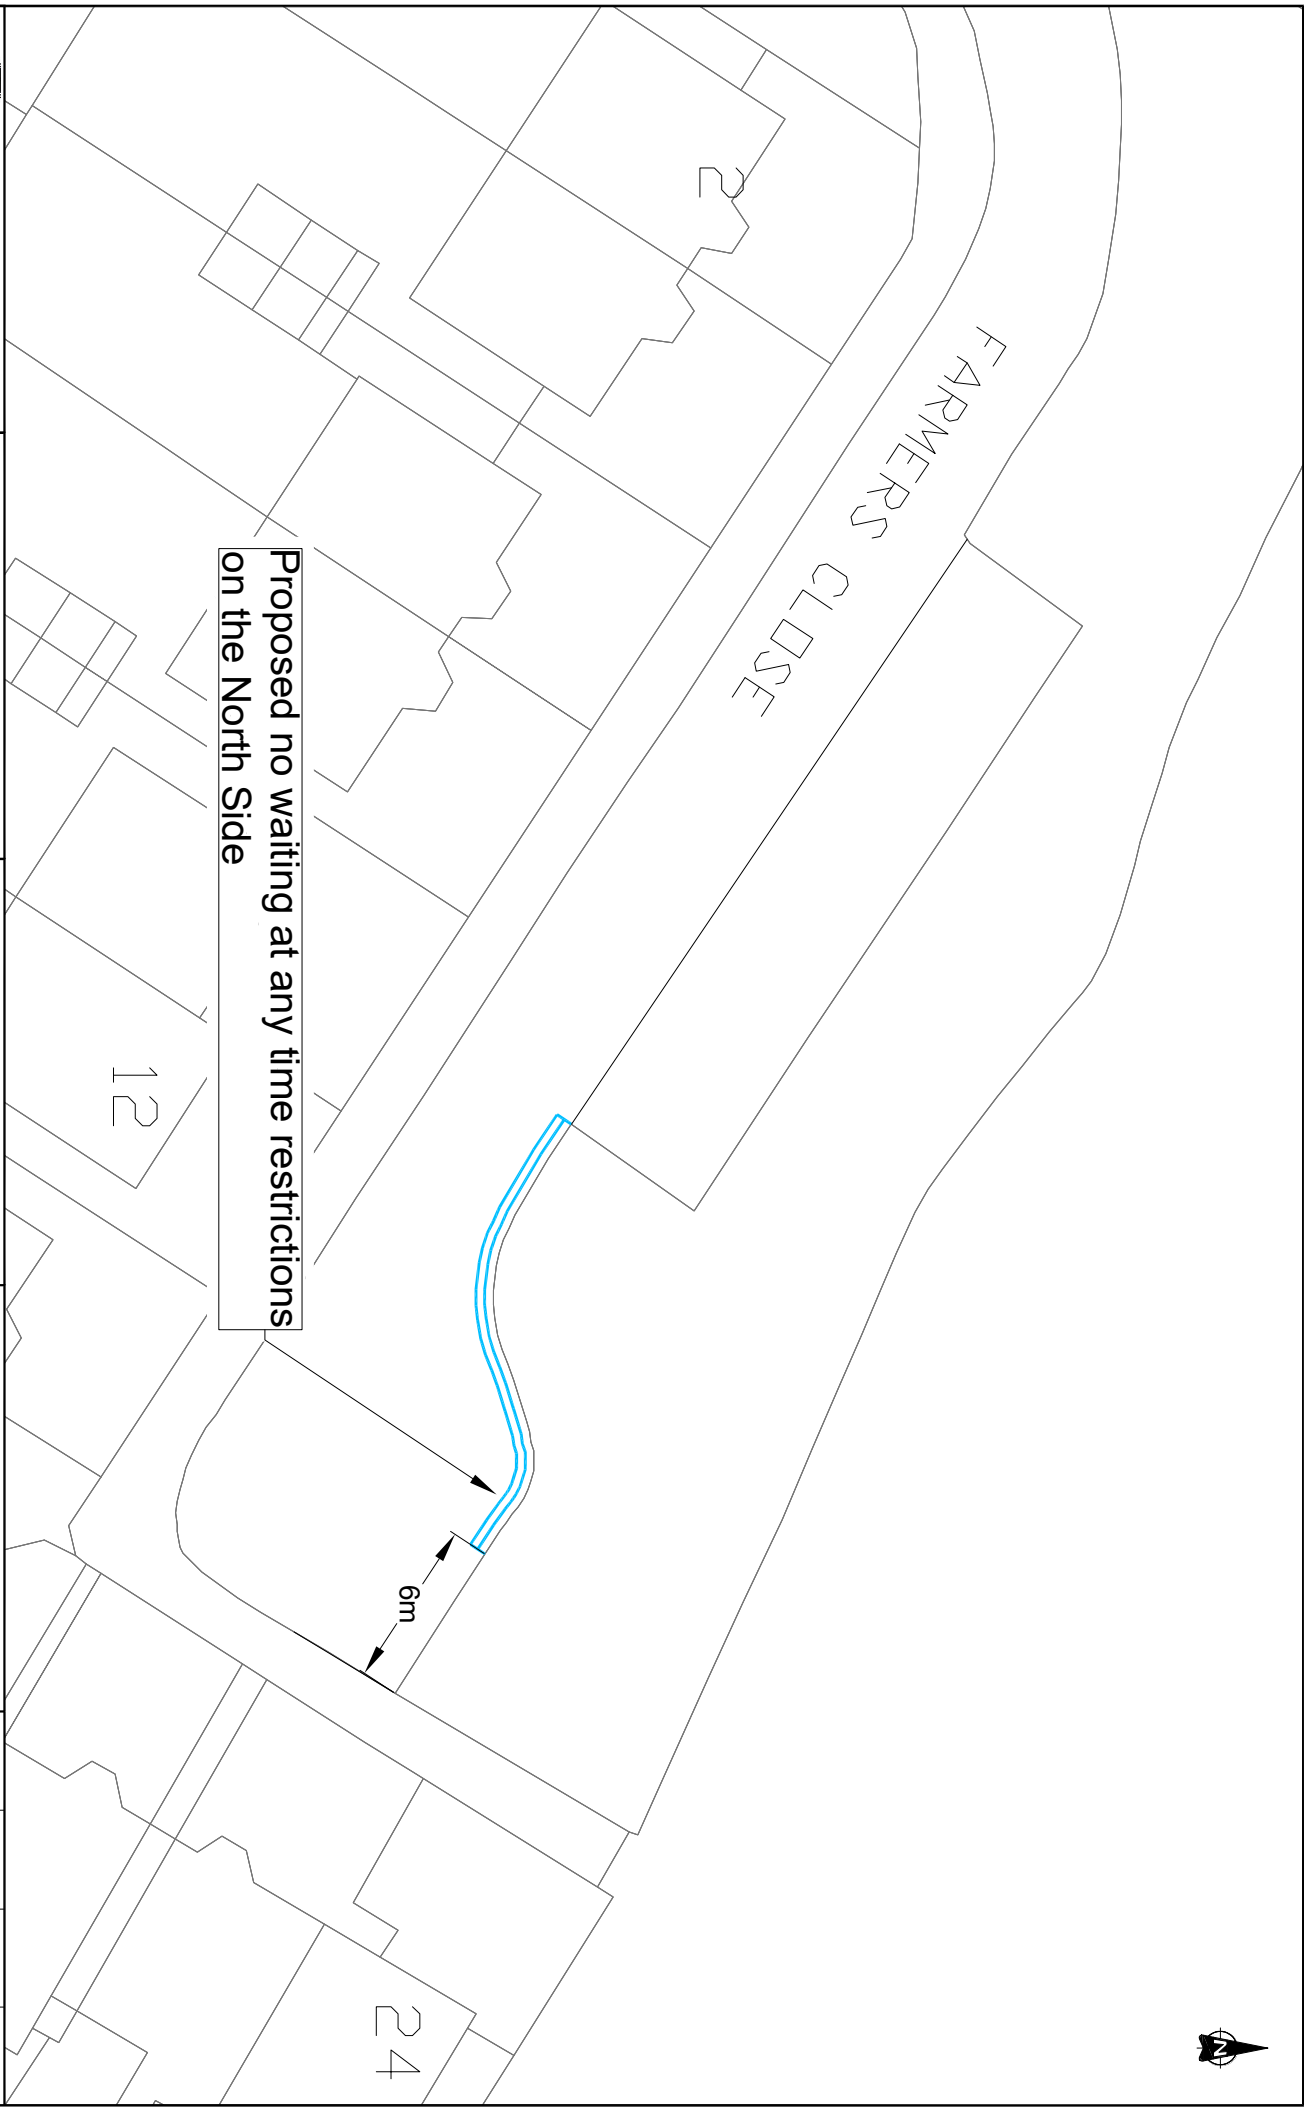 N
2
FARMERS CLOSE
Proposed no waiting at any time restrictions
on the North Side
12
6m
24